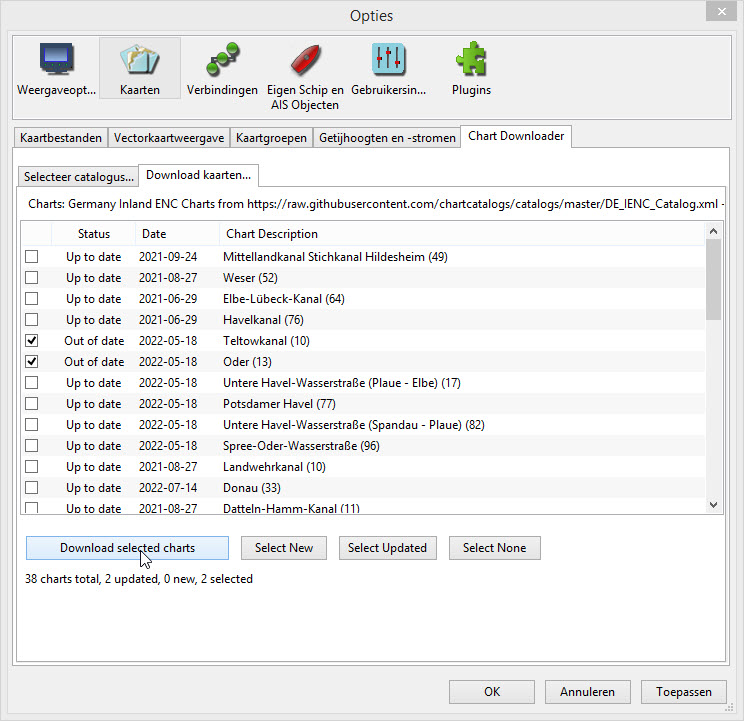 Opties
Weergaveopt... Kaarten Verbindingen Eigen Schip en AIS Objecten Gebruikersin... Plugins
Kaartbestanden Vectorkaartweergave Kaartgroepen Getijhoogten en -stromen Chart Downloader
Selecteer catalogus... Download kaarten...
Charts: Germany Inland ENC Charts from https://raw.githubusercontent.com/chartcatalogs/catalogs/master/DE_IENC_Catalog.xml -
Status Date Chart Description
Up to date 2021-09-24 Mittellandkanal Stichkanal Hildesheim (49)
Up to date 2021-08-27 Weser (52)
Up to date 2021-06-29 Elbe-Lübeck-Kanal (64)
Up to date 2021-06-29 Havelkanal (76)
Out of date 2022-05-18 Teltowkanal (10)
Out of date 2022-05-18 Oder (13)
Up to date 2022-05-18 Untere Havel-Wasserstraße (Plaue - Elbe) (17)
Up to date 2022-05-18 Potsdamer Havel (77)
Up to date 2022-05-18 Untere Havel-Wasserstraße (Spandau - Plaue) (82)
Up to date 2022-05-18 Spree-Oder-Wasserstraße (96)
Up to date 2021-08-27 Landwehrkanal (10)
Up to date 2022-07-14 Donau (33)
Up to date 2021-08-27 Datteln-Hamm-Kanal (11)
Download selected charts Select New Select Updated Select None
38 charts total, 2 updated, 0 new, 2 selected
OK Annuleren Toepassen